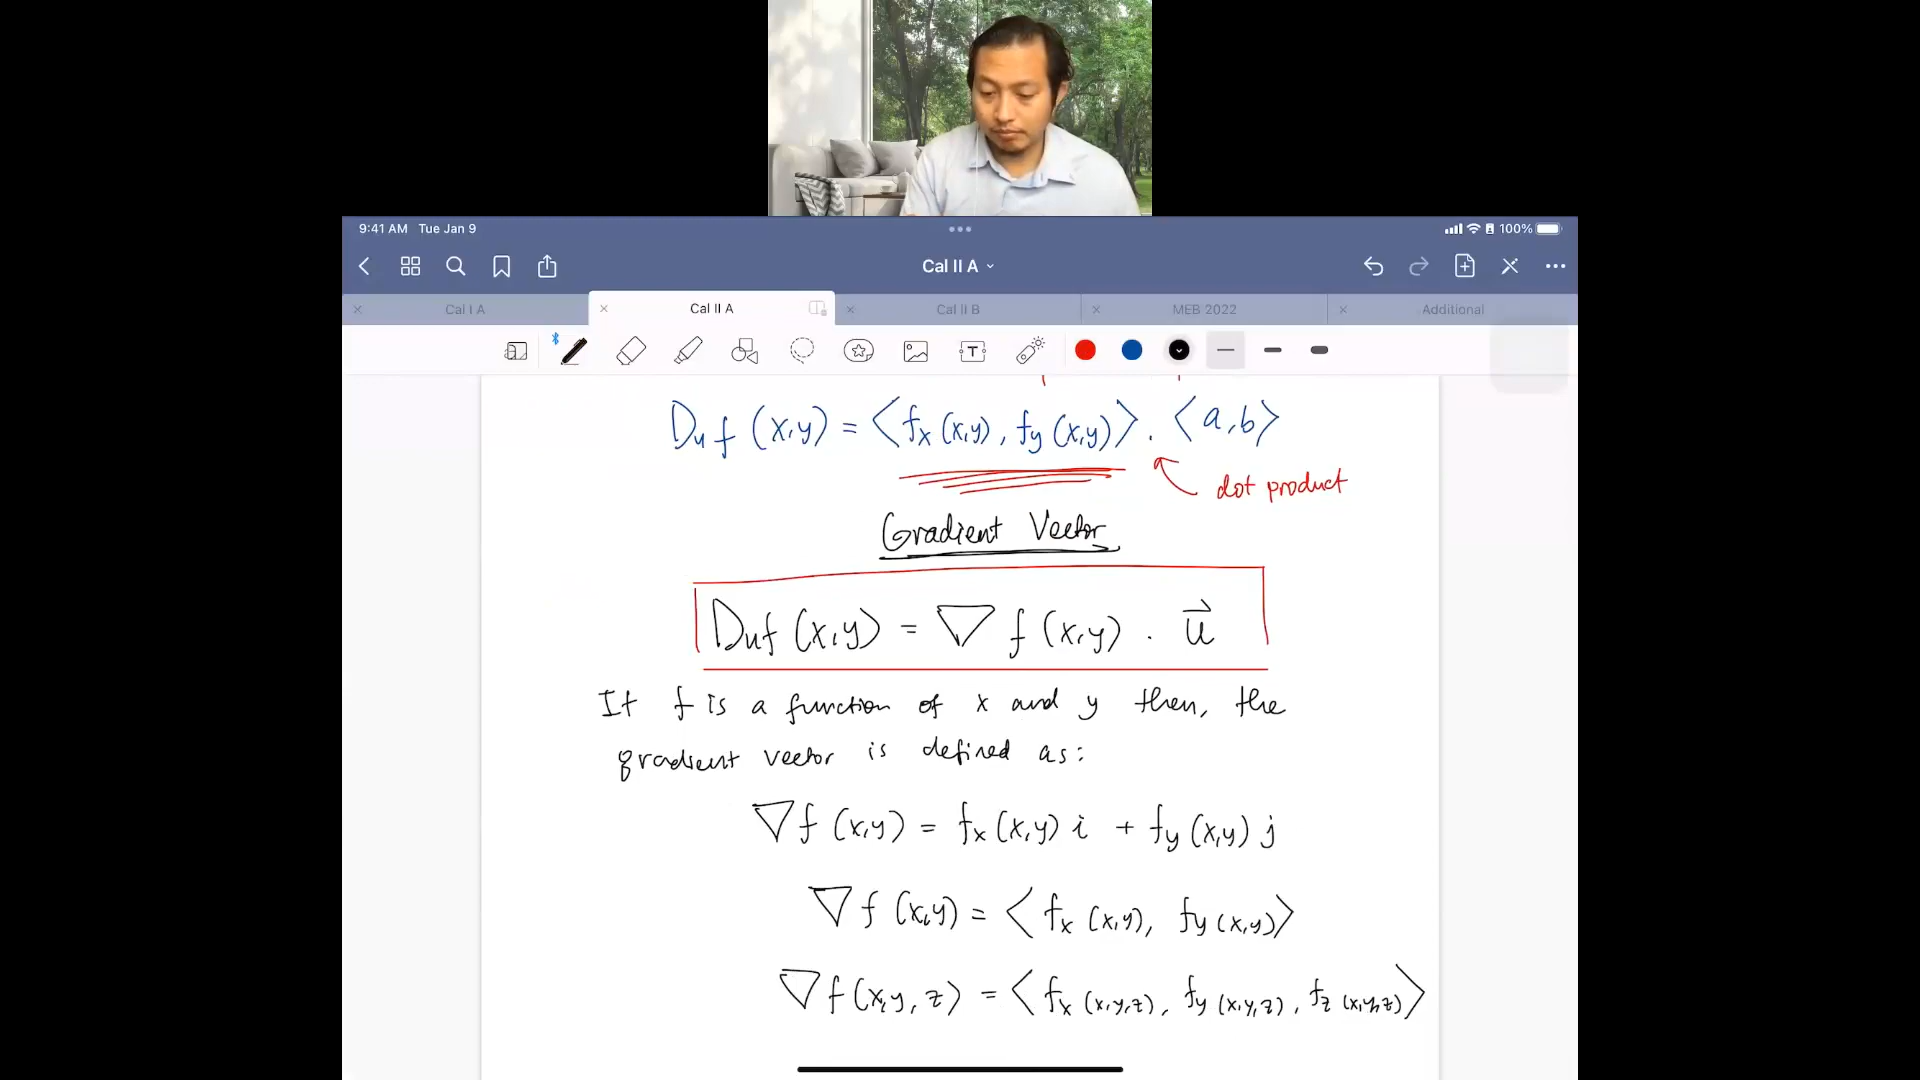 9:41 AM Tue Jan 9
100%
Cal II A
Cal I A
Cal II A
Cal II B
MEB 2022
Additional
Duf (x,y) = <fx (x,y), fy (x,y)> . <a,b>
dot product
Gradient Vector
Duf (x,y) = ▽ f (x,y) . u⃗
If f is a function of x and y then, the
gradient vector is defined as:
▽f (x,y) = fx (x,y) i + fy (x,y) j
▽f (x,y) = <fx (x,y), fy (x,y)>
▽f (x,y,z) = <fx (x,y,z), fy (x,y,z), fz (x,y,z)>